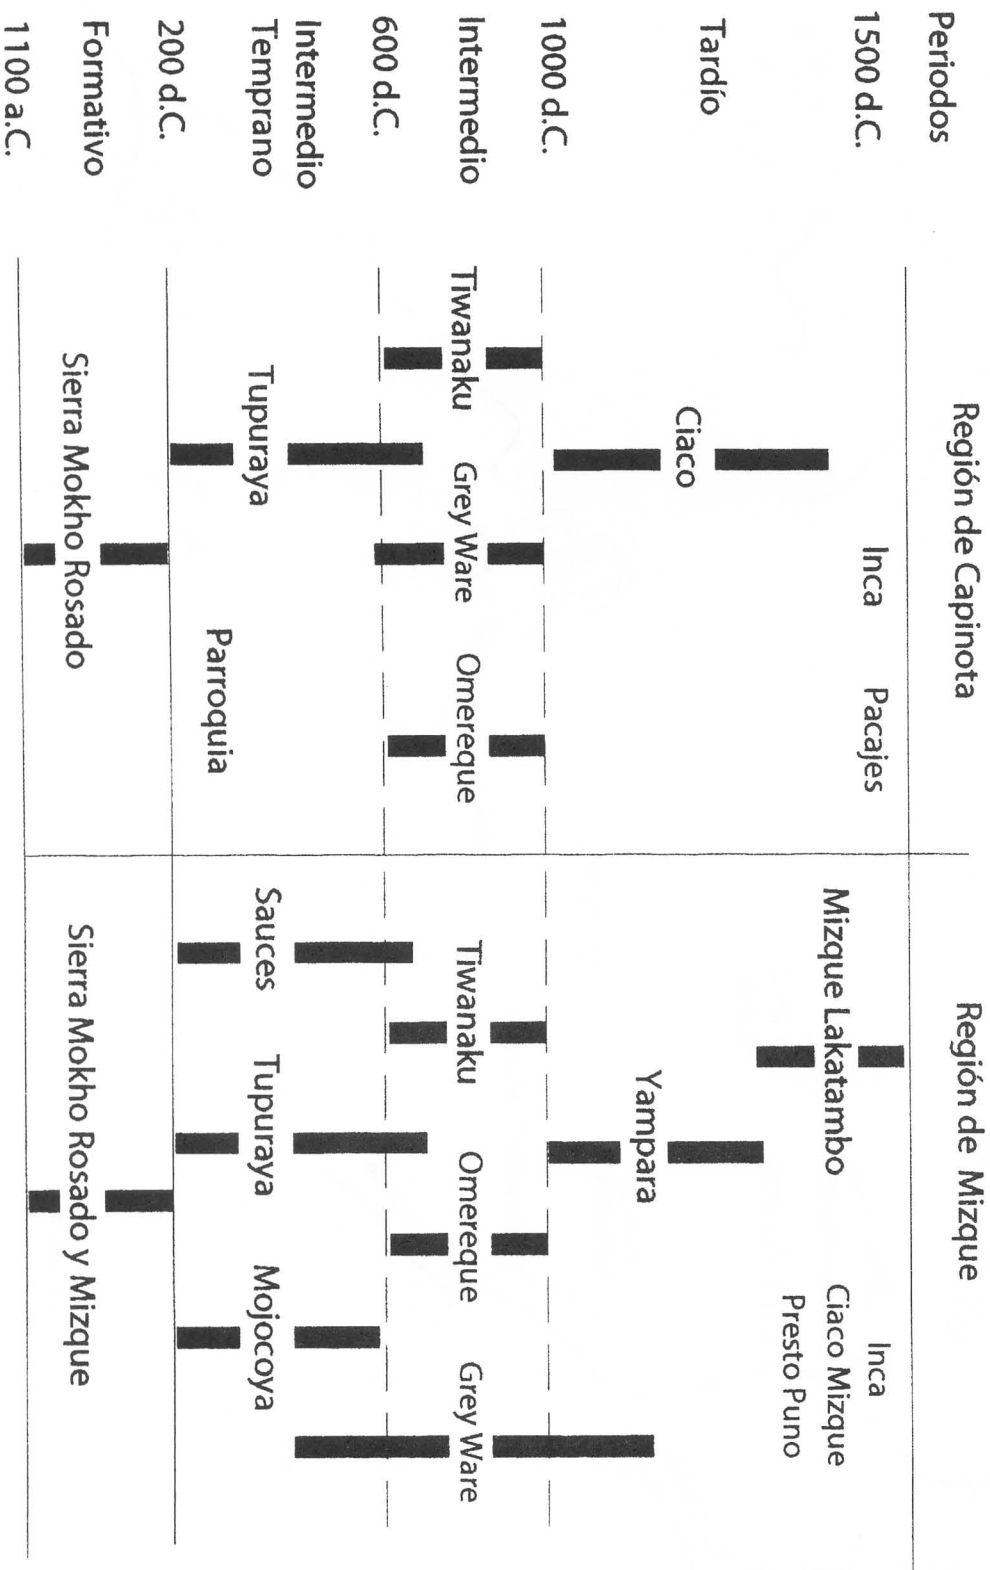 Periodos
Región de Capinota
Región de Mizque
1500 d.C.
Inca
Pacajes
Mizque Lakatambo
Inca
Ciaco Mizque
Presto Puno
Tardío
Ciaco
Yampara
1000 d.C.
Intermedio
Tiwanaku
Grey Ware
Omereque
Tiwanaku
Omereque
Grey Ware
600 d.C.
Intermedio
Temprano
Tupuraya
Parroquia
Sauces
Tupuraya
Mojocoya
200 d.C.
Formativo
Sierra Mokho Rosado
Sierra Mokho Rosado y Mizque
1100 a.C.